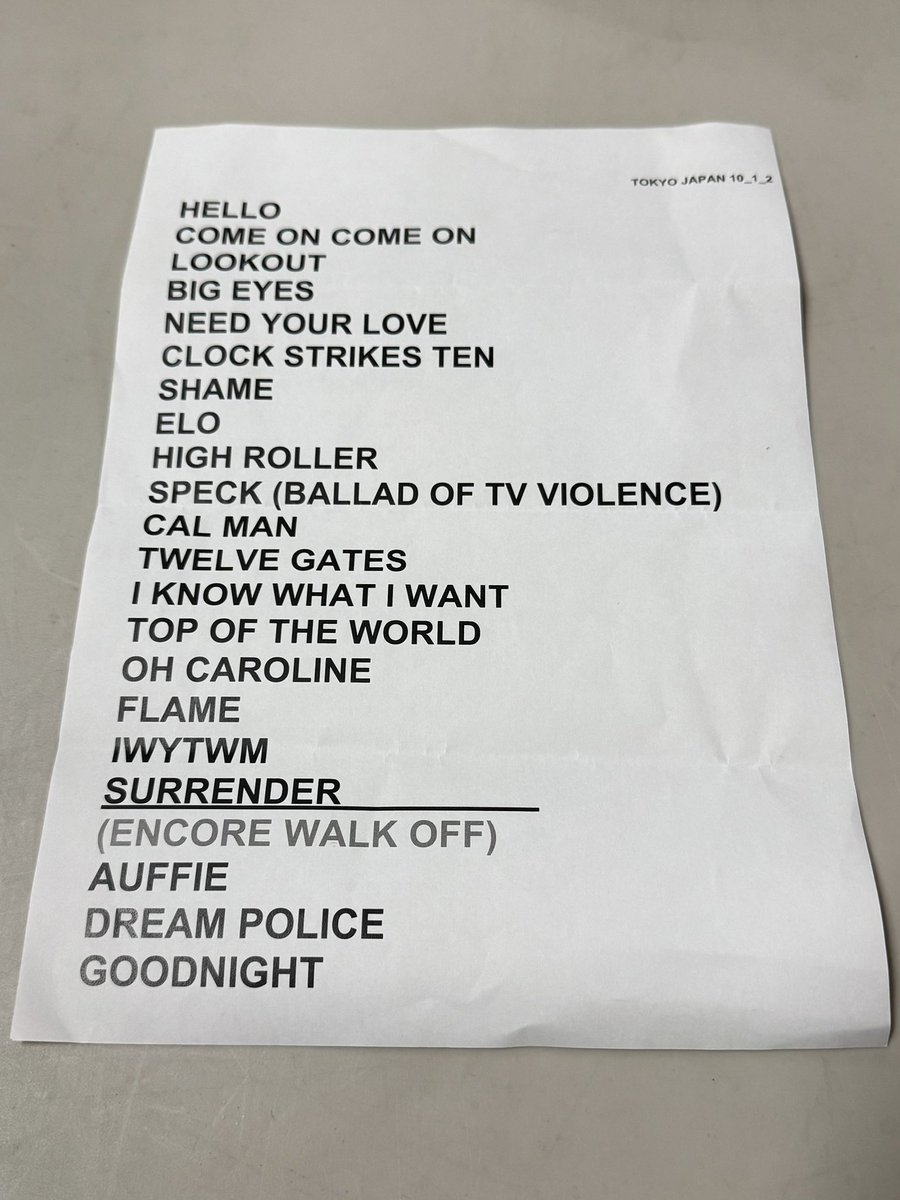 TOKYO JAPAN 10_1_2
HELLO
COME ON COME ON
LOOKOUT
BIG EYES
NEED YOUR LOVE
CLOCK STRIKES TEN
SHAME
ELO
HIGH ROLLER
SPECK (BALLAD OF TV VIOLENCE)
CAL MAN
TWELVE GATES
I KNOW WHAT I WANT
TOP OF THE WORLD
OH CAROLINE
FLAME
IWYTWM
SURRENDER
(ENCORE WALK OFF)
AUFFIE
DREAM POLICE
GOODNIGHT